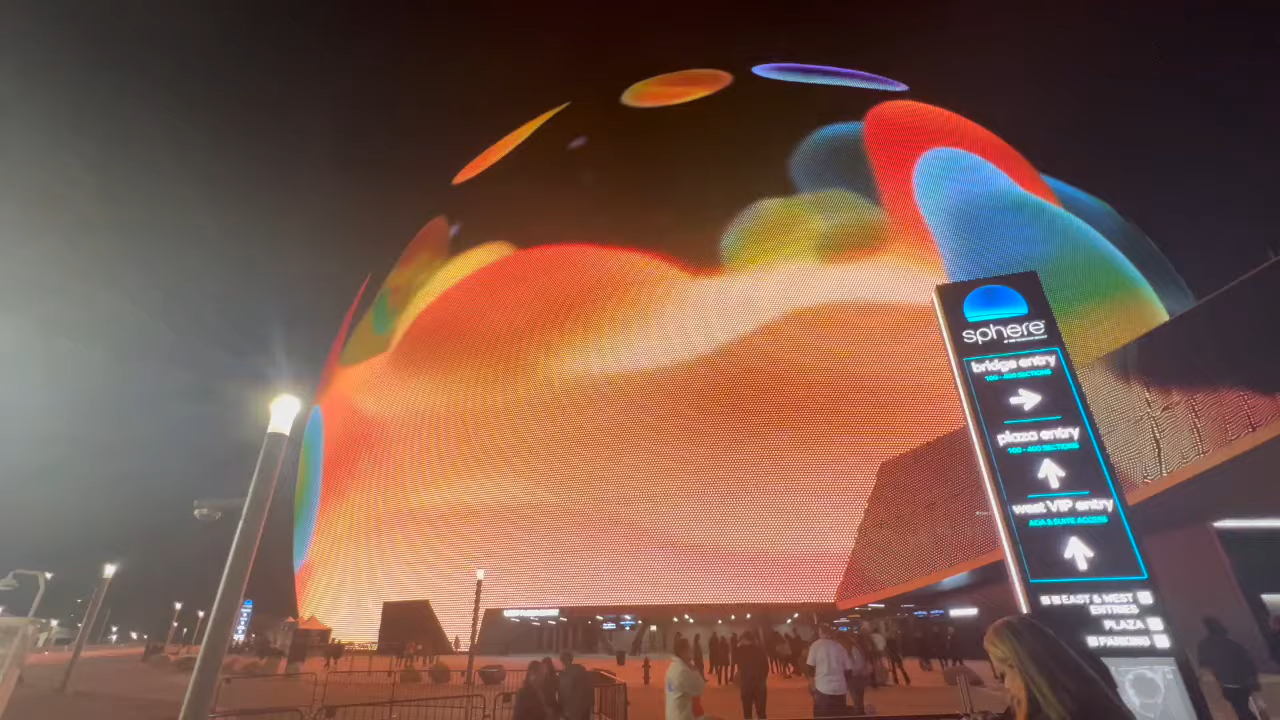 sphere
bridge entry
100 - 400 SECTIONS
plaza entry
100 - 400 SECTIONS
west VIP entry
ADA & SUITE ACCESS
EAST & WEST
ENTRIES
PLAZA
PARKING